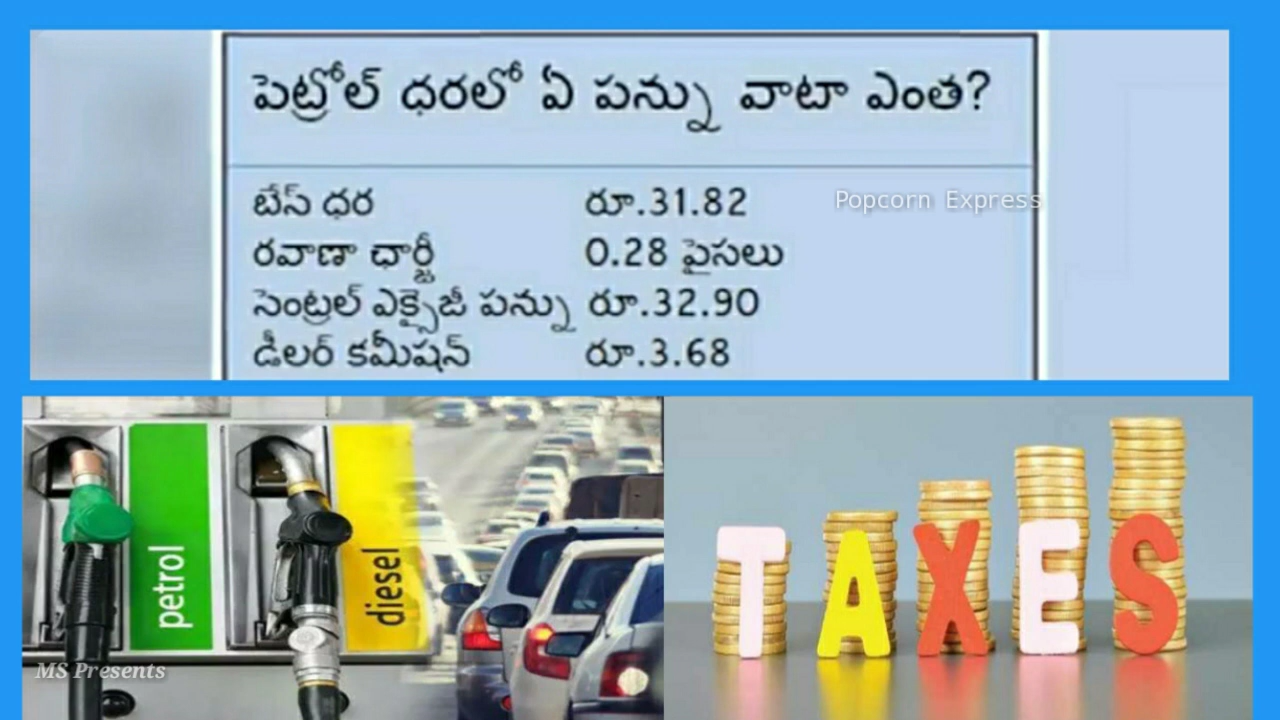 పెట్రోల్ ధరలో ఏ పన్ను వాటా ఎంత?
బేస్ ధర రూ.31.82
Popcorn Express
రవాణా ఛార్జీ 0.28 పైసలు
సెంట్రల్ ఎక్సైజీ పన్ను రూ.32.90
డీలర్ కమీషన్ రూ.3.68
petrol
diesel
TAXES
MS Presents